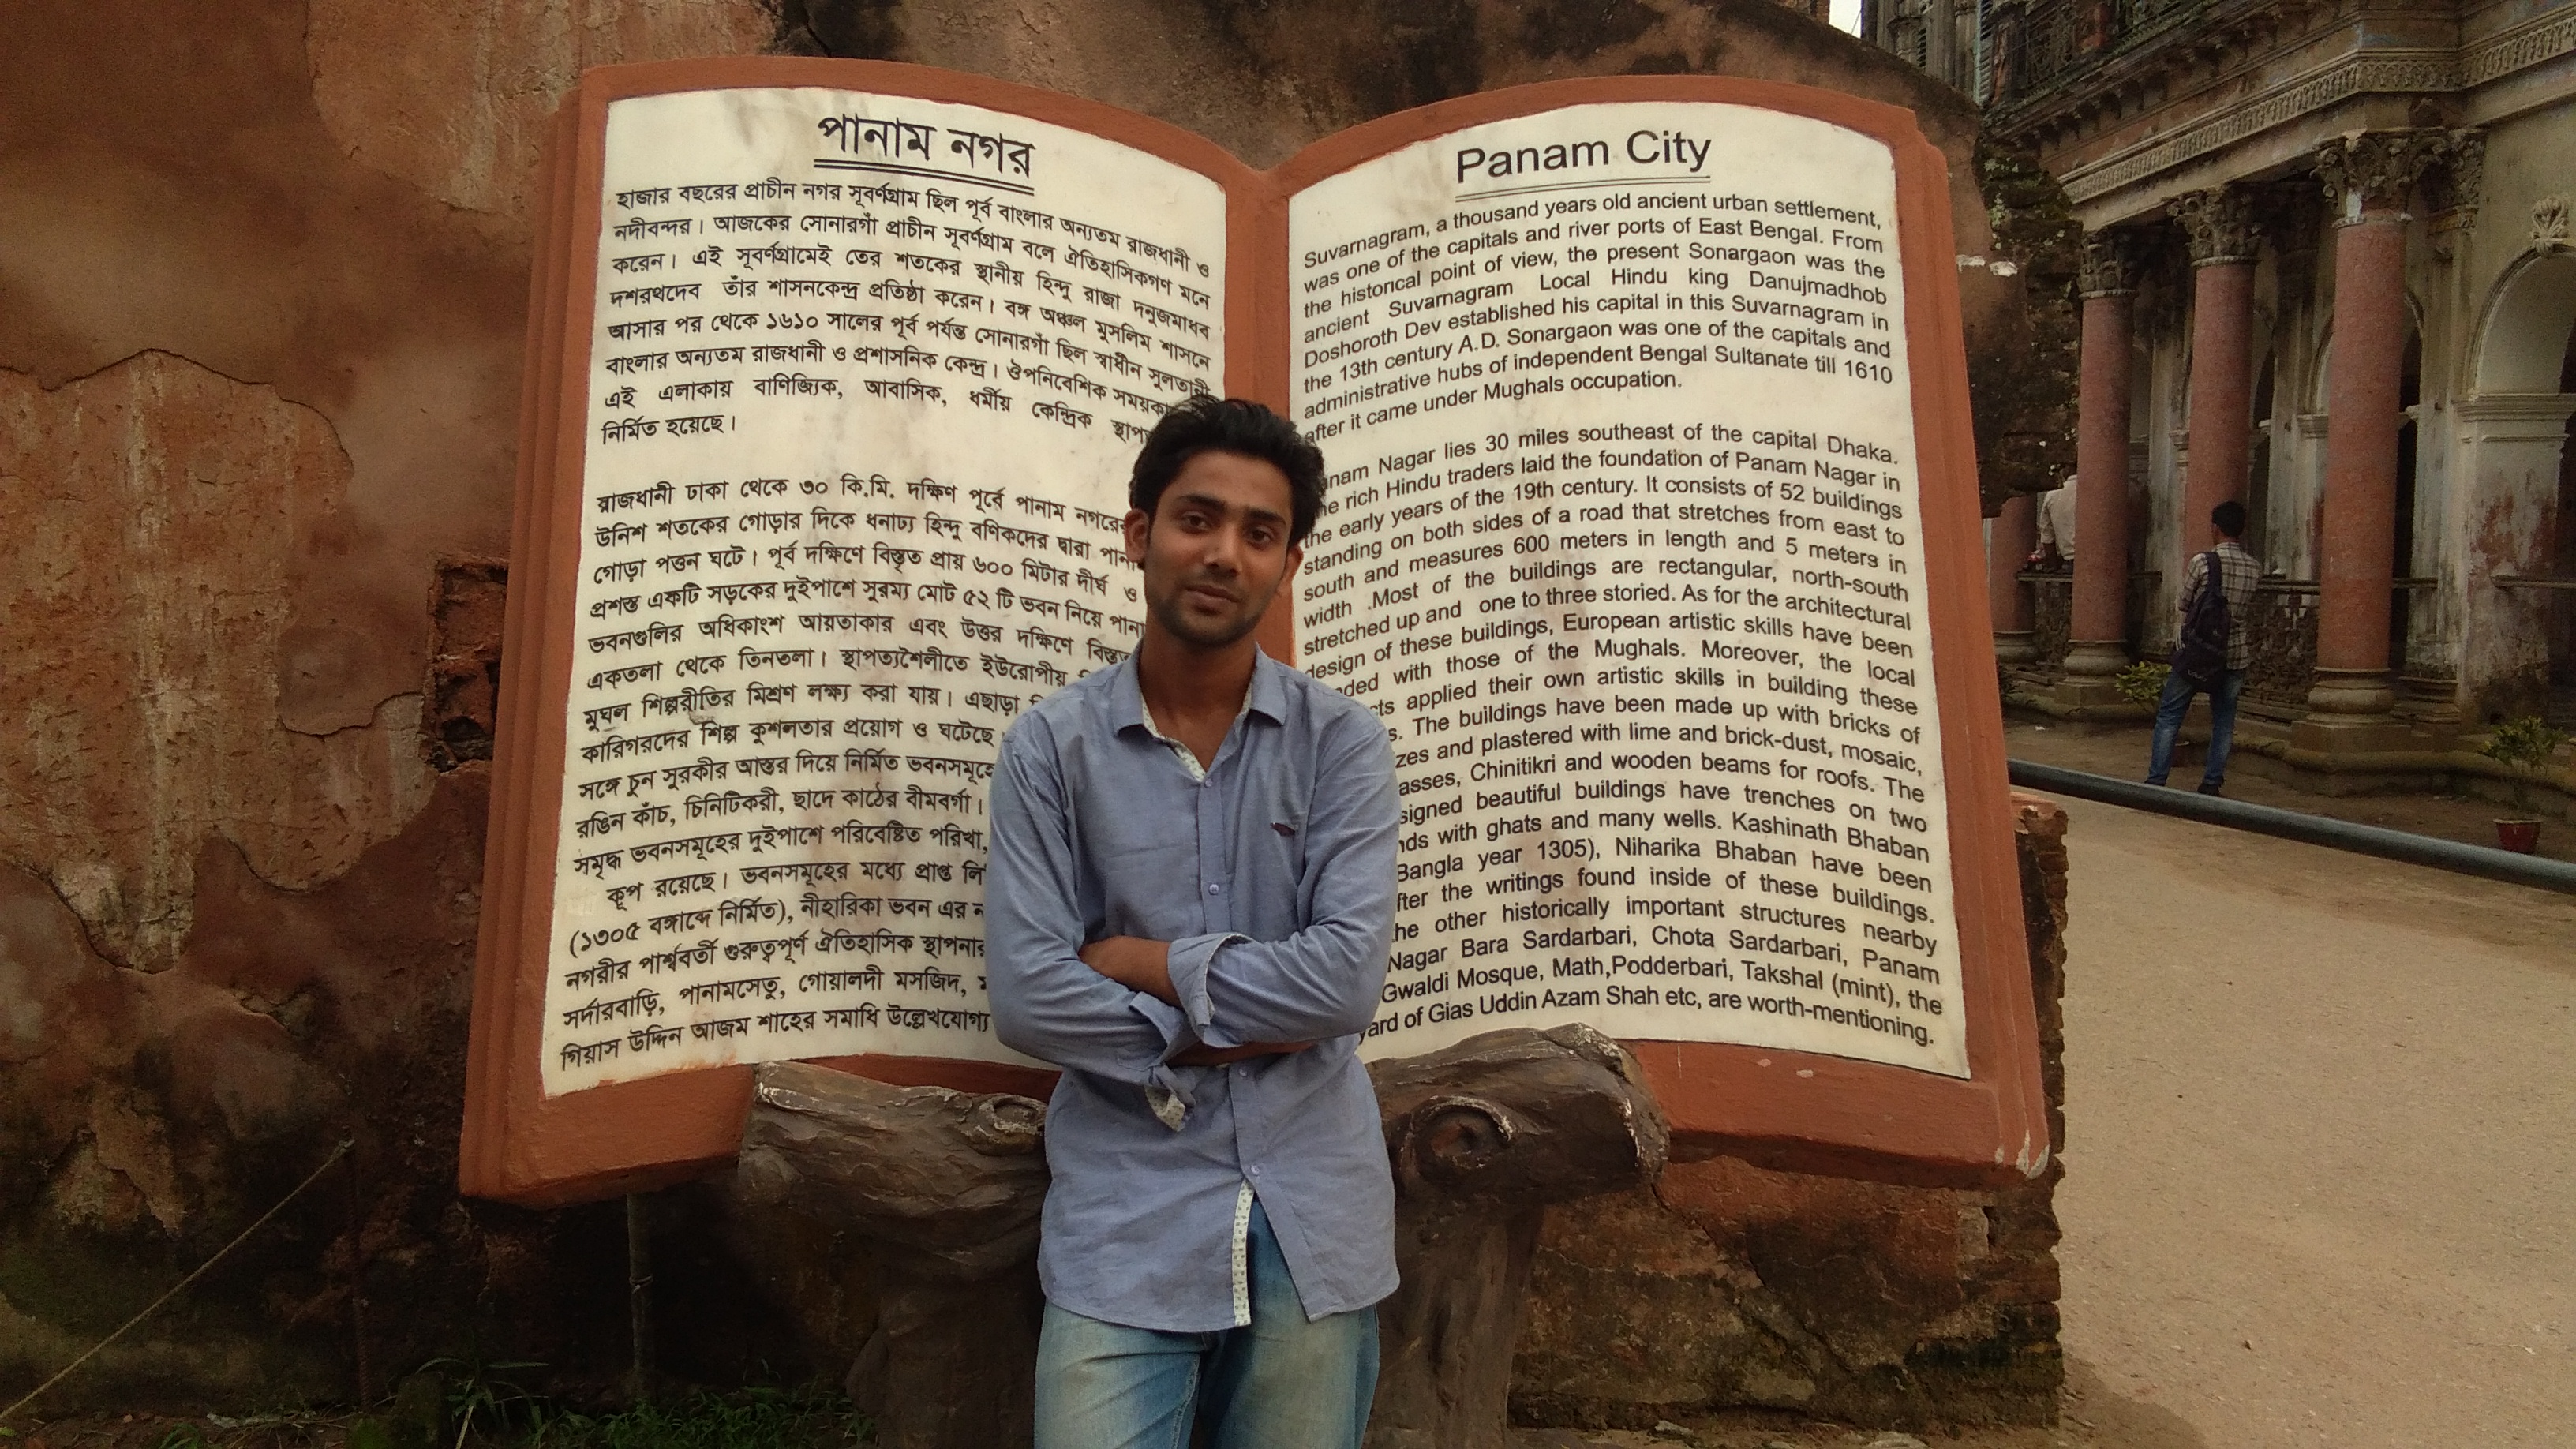 পানাম নগর
হাজার বছরের প্রাচীন নগর সূবর্ণগ্রাম ছিল পূর্ব বাংলার অন্যতম রাজধানী ও
নদীবন্দর। আজকের সোনারগাঁ প্রাচীন সূবর্ণগ্রাম বলে ঐতিহাসিকগণ মনে
করেন। এই সূবর্ণগ্রামেই তের শতকের স্থানীয় হিন্দু রাজা দনুজমাধব
দশরথদেব তাঁর শাসনকেন্দ্র প্রতিষ্ঠা করেন। বঙ্গ অঞ্চল মুসলিম শাসনে
আসার পর থেকে ১৬১০ সালের পূর্ব পর্যন্ত সোনারগাঁ ছিল স্বাধীন সুলতানী
বাংলার অন্যতম রাজধানী ও প্রশাসনিক কেন্দ্র। ঔপনিবেশিক
এই এলাকায় বাণিজ্যিক, আবাসিক, ধর্মীয় কেন্দ্রিক
নির্মিত হয়েছে।
রাজধানী ঢাকা থেকে ৩০ কি.মি. দক্ষিণ পূর্বে পানাম
উনিশ শতকের গোড়ার দিকে ধনাঢ্য হিন্দু বণিকদের দ্বারা
গোড়া পত্তন ঘটে। পূর্ব দক্ষিণে বিস্তৃত প্রায় ৬০০ মিটার দীর্ঘ ও
প্রশস্ত একটি সড়কের দুইপাশে সুরম্য মোট ৫২ টি ভবন নিয়ে
ভবনগুলির অধিকাংশ আয়তাকার এবং উত্তর দক্ষিণে
একতলা থেকে তিনতলা। স্থাপত্যশৈলীতে ইউরোপীয়
মুঘল শিল্পরীতির মিশ্রণ লক্ষ্য করা যায়। এছাড়া
কারিগরদের শিল্প কুশলতার প্রয়োগ ও ঘটেছে
সঙ্গে চুন সুরকীর আস্তর দিয়ে নির্মিত
রঙিন কাঁচ, চিনিটিকরী, ছাদে কাঠের বীমবর্গা।
সমৃদ্ধ ভবনসমূহের দুইপাশে পরিবেষ্টিত পরিখা,
কূপ রয়েছে। ভবনসমূহের মধ্যে প্রাপ্ত
(১৩০৫ বঙ্গাব্দে নির্মিত), নীহারিকা ভবন এর
নগরীর পার্শ্ববর্তী গুরুত্বপূর্ণ ঐতিহাসিক
সর্দারবাড়ি, পানামসেতু, গোয়ালদী মসজিদ,
গিয়াস উদ্দিন আজম শাহের সমাধি উল্লেখযোগ্য
Panam City
Suvarnagram, a thousand years old ancient urban settlement,
was one of the capitals and river ports of East Bengal. From
the historical point of view, the present Sonargaon was the
ancient Suvarnagram Local Hindu king Danujmadhob
Doshoroth Dev established his capital in this Suvarnagram in
the 13th century A.D. Sonargaon was one of the capitals and
administrative hubs of independent Bengal Sultanate till 1610
after it came under Mughals occupation.
Nagar lies 30 miles southeast of the capital Dhaka.
rich Hindu traders laid the foundation of Panam Nagar in
the early years of the 19th century. It consists of 52 buildings
standing on both sides of a road that stretches from east to
south and measures 600 meters in length and 5 meters in
width .Most of the buildings are rectangular, north-south
stretched up and one to three storied. As for the architectural
design of these buildings, European artistic skills have been
with those of the Mughals. Moreover, the local
applied their own artistic skills in building these
The buildings have been made up with bricks of
and plastered with lime and brick-dust, mosaic,
Chinitikri and wooden beams for roofs. The
beautiful buildings have trenches on two
with ghats and many wells. Kashinath Bhaban
Bangla year 1305), Niharika Bhaban have been
the writings found inside of these buildings.
other historically important structures nearby
Nagar Bara Sardarbari, Chota Sardarbari, Panam
Gwaldi Mosque, Math,Podderbari, Takshal (mint), the
of Gias Uddin Azam Shah etc, are worth-mentioning.